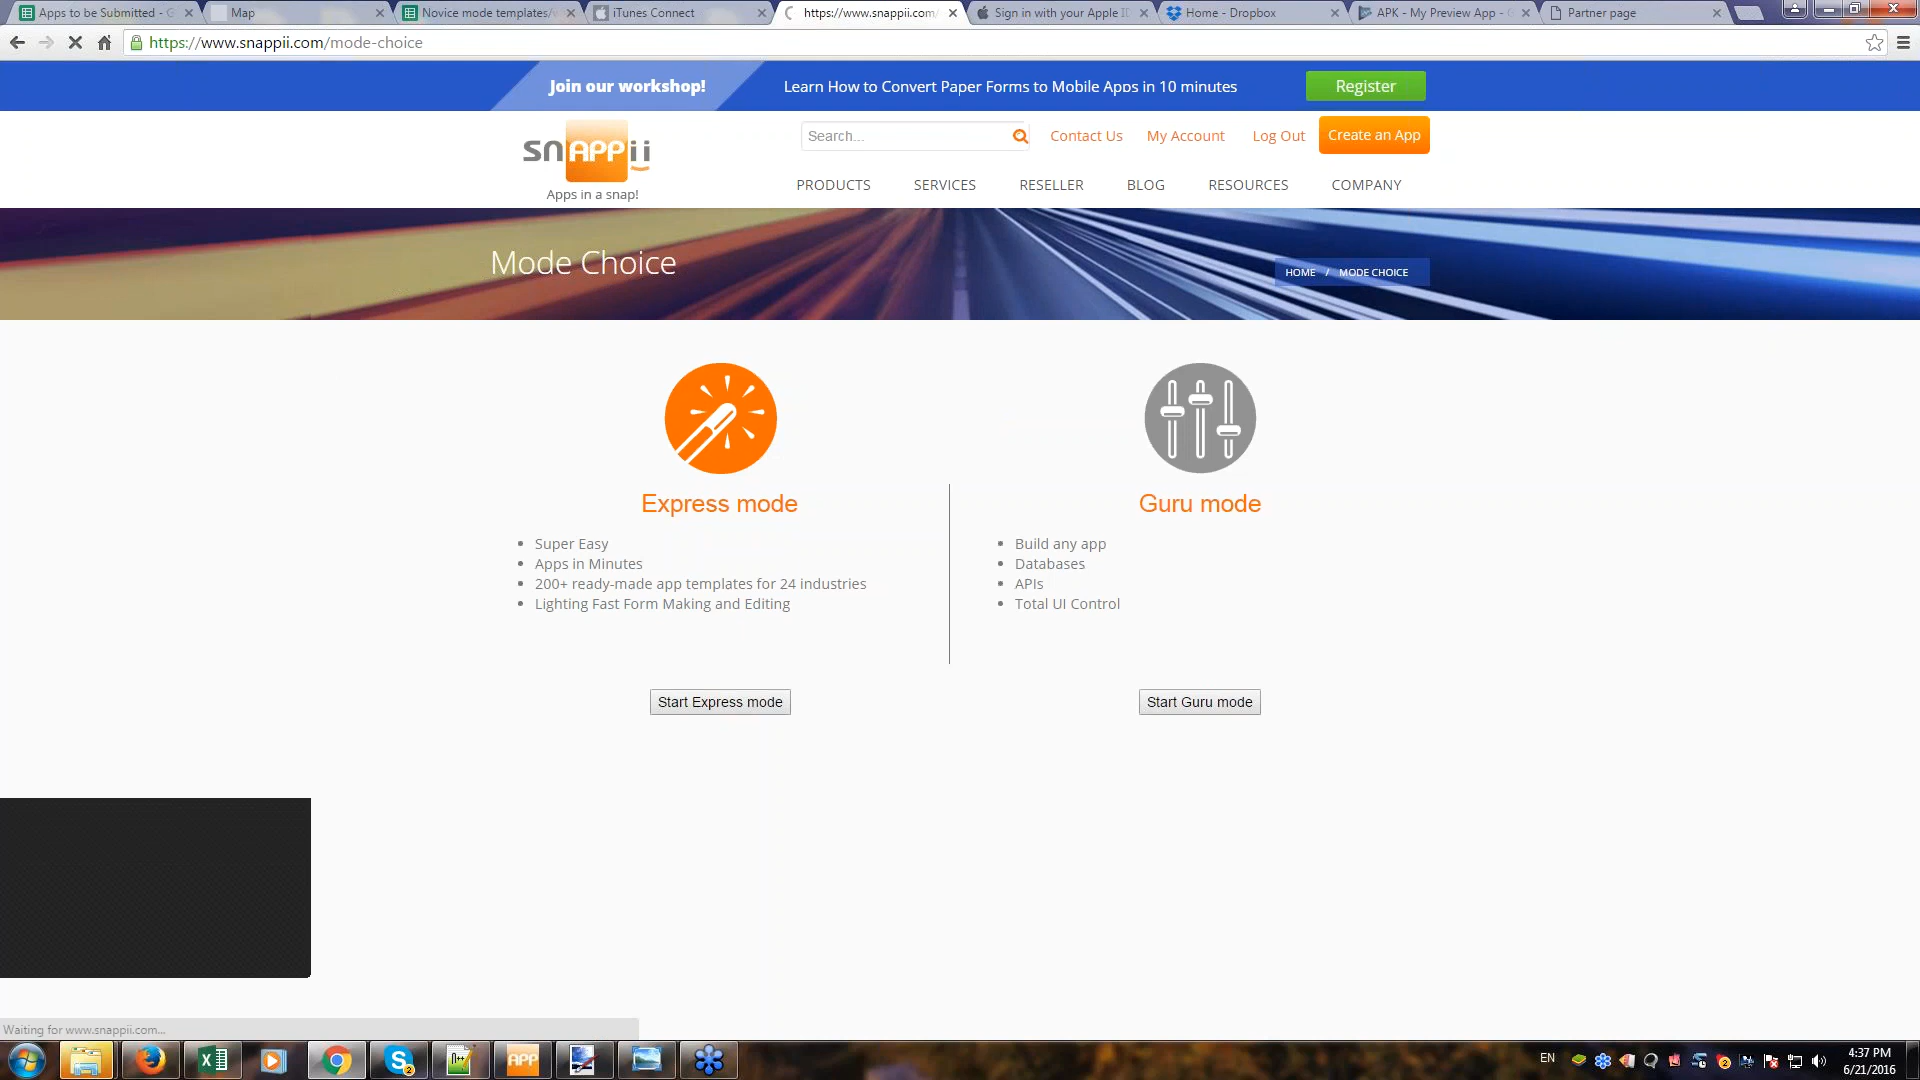 Apps to be Submitted - G
Map
Novice mode templates/
iTunes Connect
https://www.snappii.com/
Sign in with your Apple ID
Home - Dropbox
APK - My Preview App - G
Partner page
https://www.snappii.com/mode-choice
Join our workshop!
Learn How to Convert Paper Forms to Mobile Apps in 10 minutes
Register
snAPPii
Apps in a snap!
Search...
Contact Us
My Account
Log Out
Create an App
PRODUCTS
SERVICES
RESELLER
BLOG
RESOURCES
COMPANY
Mode Choice
HOME / MODE CHOICE
Express mode
Super Easy
Apps in Minutes
200+ ready-made app templates for 24 industries
Lighting Fast Form Making and Editing
Start Express mode
Guru mode
Build any app
Databases
APIs
Total UI Control
Start Guru mode
Waiting for www.snappii.com...
APP
EN
4:37 PM
6/21/2016